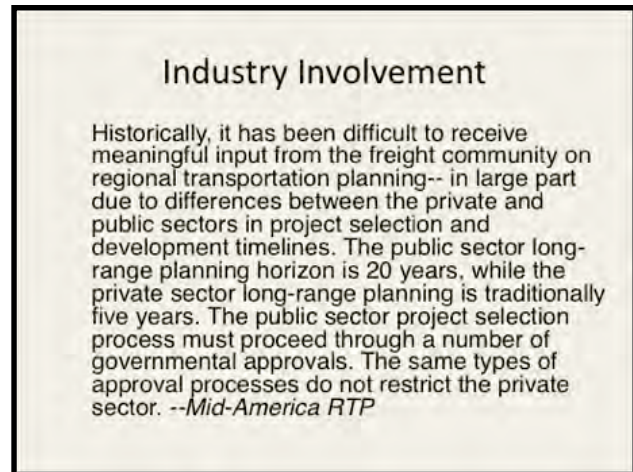 Industry Involvement
Historically, it has been difficult to receive
meaningful input from the freight community on
regional transportation planning-- in large part
due to differences between the private and
public sectors in project selection and
development timelines. The public sector long-
range planning horizon is 20 years, while the
private sector long-range planning is traditionally
five years. The public sector project selection
process must proceed through a number of
governmental approvals. The same types of
approval processes do not restrict the private
sector. --Mid-America RTP